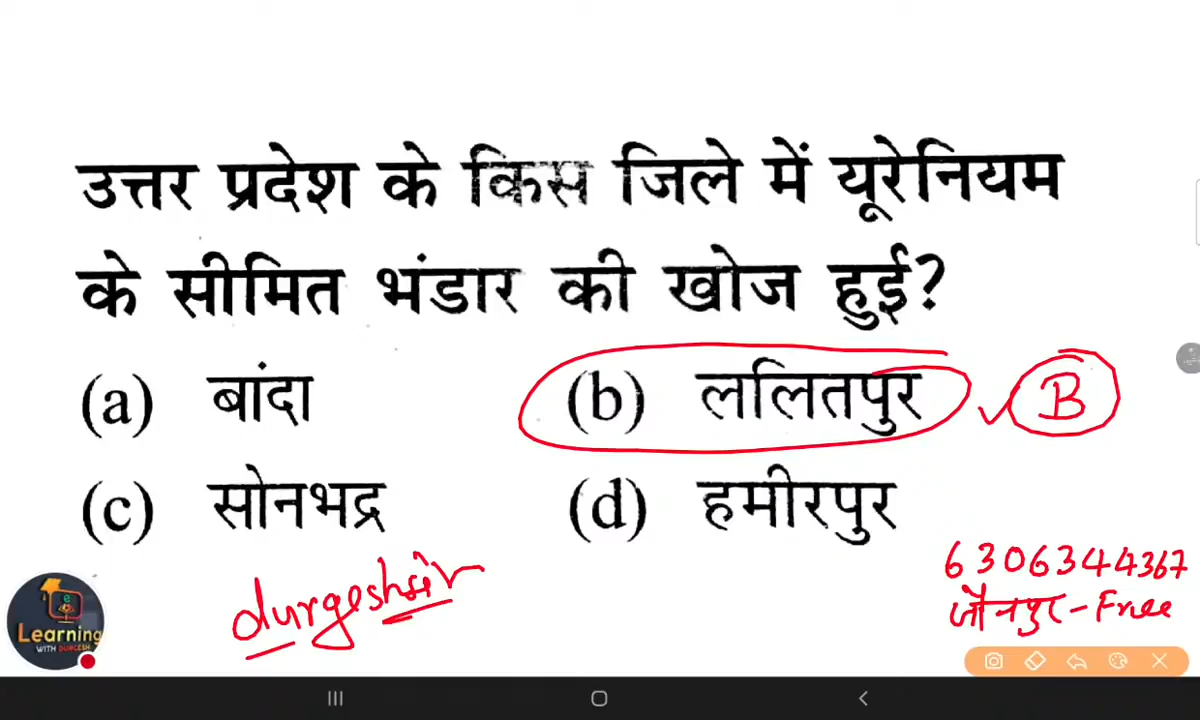 उत्तर प्रदेश के किस जिले में यूरेनियम
के सीमित भंडार की खोज हुई?
(a) बांदा (b) ललितपुर B
(c) सोनभद्र (d) हमीरपुर
durgeshsir
6306344367
जौनपुर - Free
Learning
WITH DURGESH